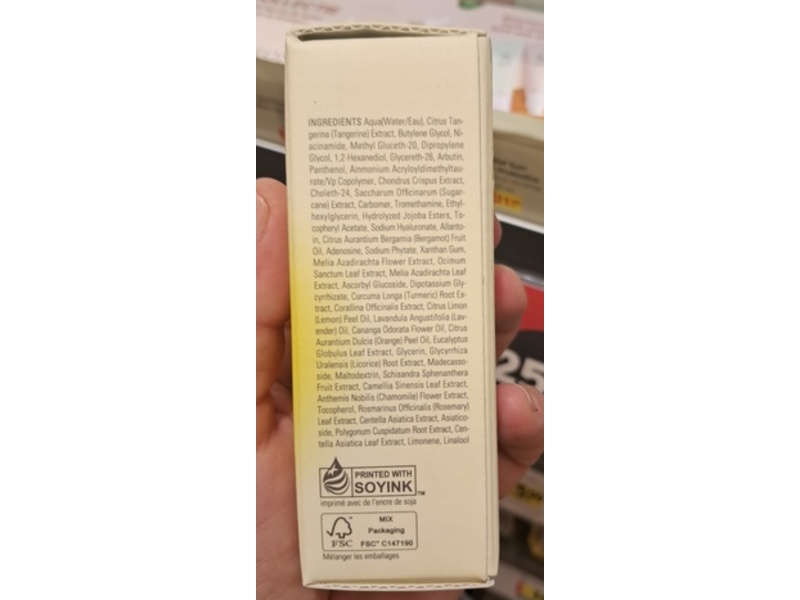 INGREDIENTS Aqua(Water/Eau), Citrus Tan-
gerina (Tangerine) Extract, Butylene Glycol, Ni-
acinamide, Methyl Gluceth-20, Dipropylene
Glycol, 1,2-Hexanediol, Glycereth-26, Arbutin,
Panthenol, Ammonium Acryloyldimethyltau-
rate/Vp Copolymer, Chondrus Crispus Extract,
Choleth-24, Saccharum Officinarum (Sugar-
cane) Extract, Carbomer, Tromethamine, Ethyl-
hexylglycerin, Hydrolyzed Jojoba Esters, To-
copheryl Acetate, Sodium Hyaluronate, Allanto-
in, Citrus Aurantium Bergamia (Bergamot) Fruit
Oil, Adenosine, Sodium Phytate, Xanthan Gum,
Melia Azadirachta Flower Extract, Ocimum
Sanctum Leaf Extract, Melia Azadirachta Leaf
Extract, Ascorbyl Glucoside, Dipotassium Gly-
cyrrhizate, Curcuma Longa (Turmeric) Root Ex-
tract, Corallina Officinalis Extract, Citrus Limon
(Lemon) Peel Oil, Lavandula Angustifolia (Lav-
ender) Oil, Cananga Odorata Flower Oil, Citrus
Aurantium Dulcis (Orange) Peel Oil, Eucalyptus
Globulus Leaf Extract, Glycerin, Glycyrrhiza
Uralensis (Licorice) Root Extract, Madecasso-
side, Maltodextrin, Schisandra Sphenanthera
Fruit Extract, Camellia Sinensis Leaf Extract,
Anthemis Nobilis (Chamomile) Flower Extract,
Tocopherol, Rosmarinus Officinalis (Rosemary)
Leaf Extract, Centella Asiatica Extract, Asiatico-
side, Polygonum Cuspidatum Root Extract, Cen-
tella Asiatica Leaf Extract, Limonene, Linalool
PRINTED WITH
SOYINK™
imprimé avec de l'encre de soja
MIX
Packaging
FSC FSC® C147190
Mélanger les emballages
25